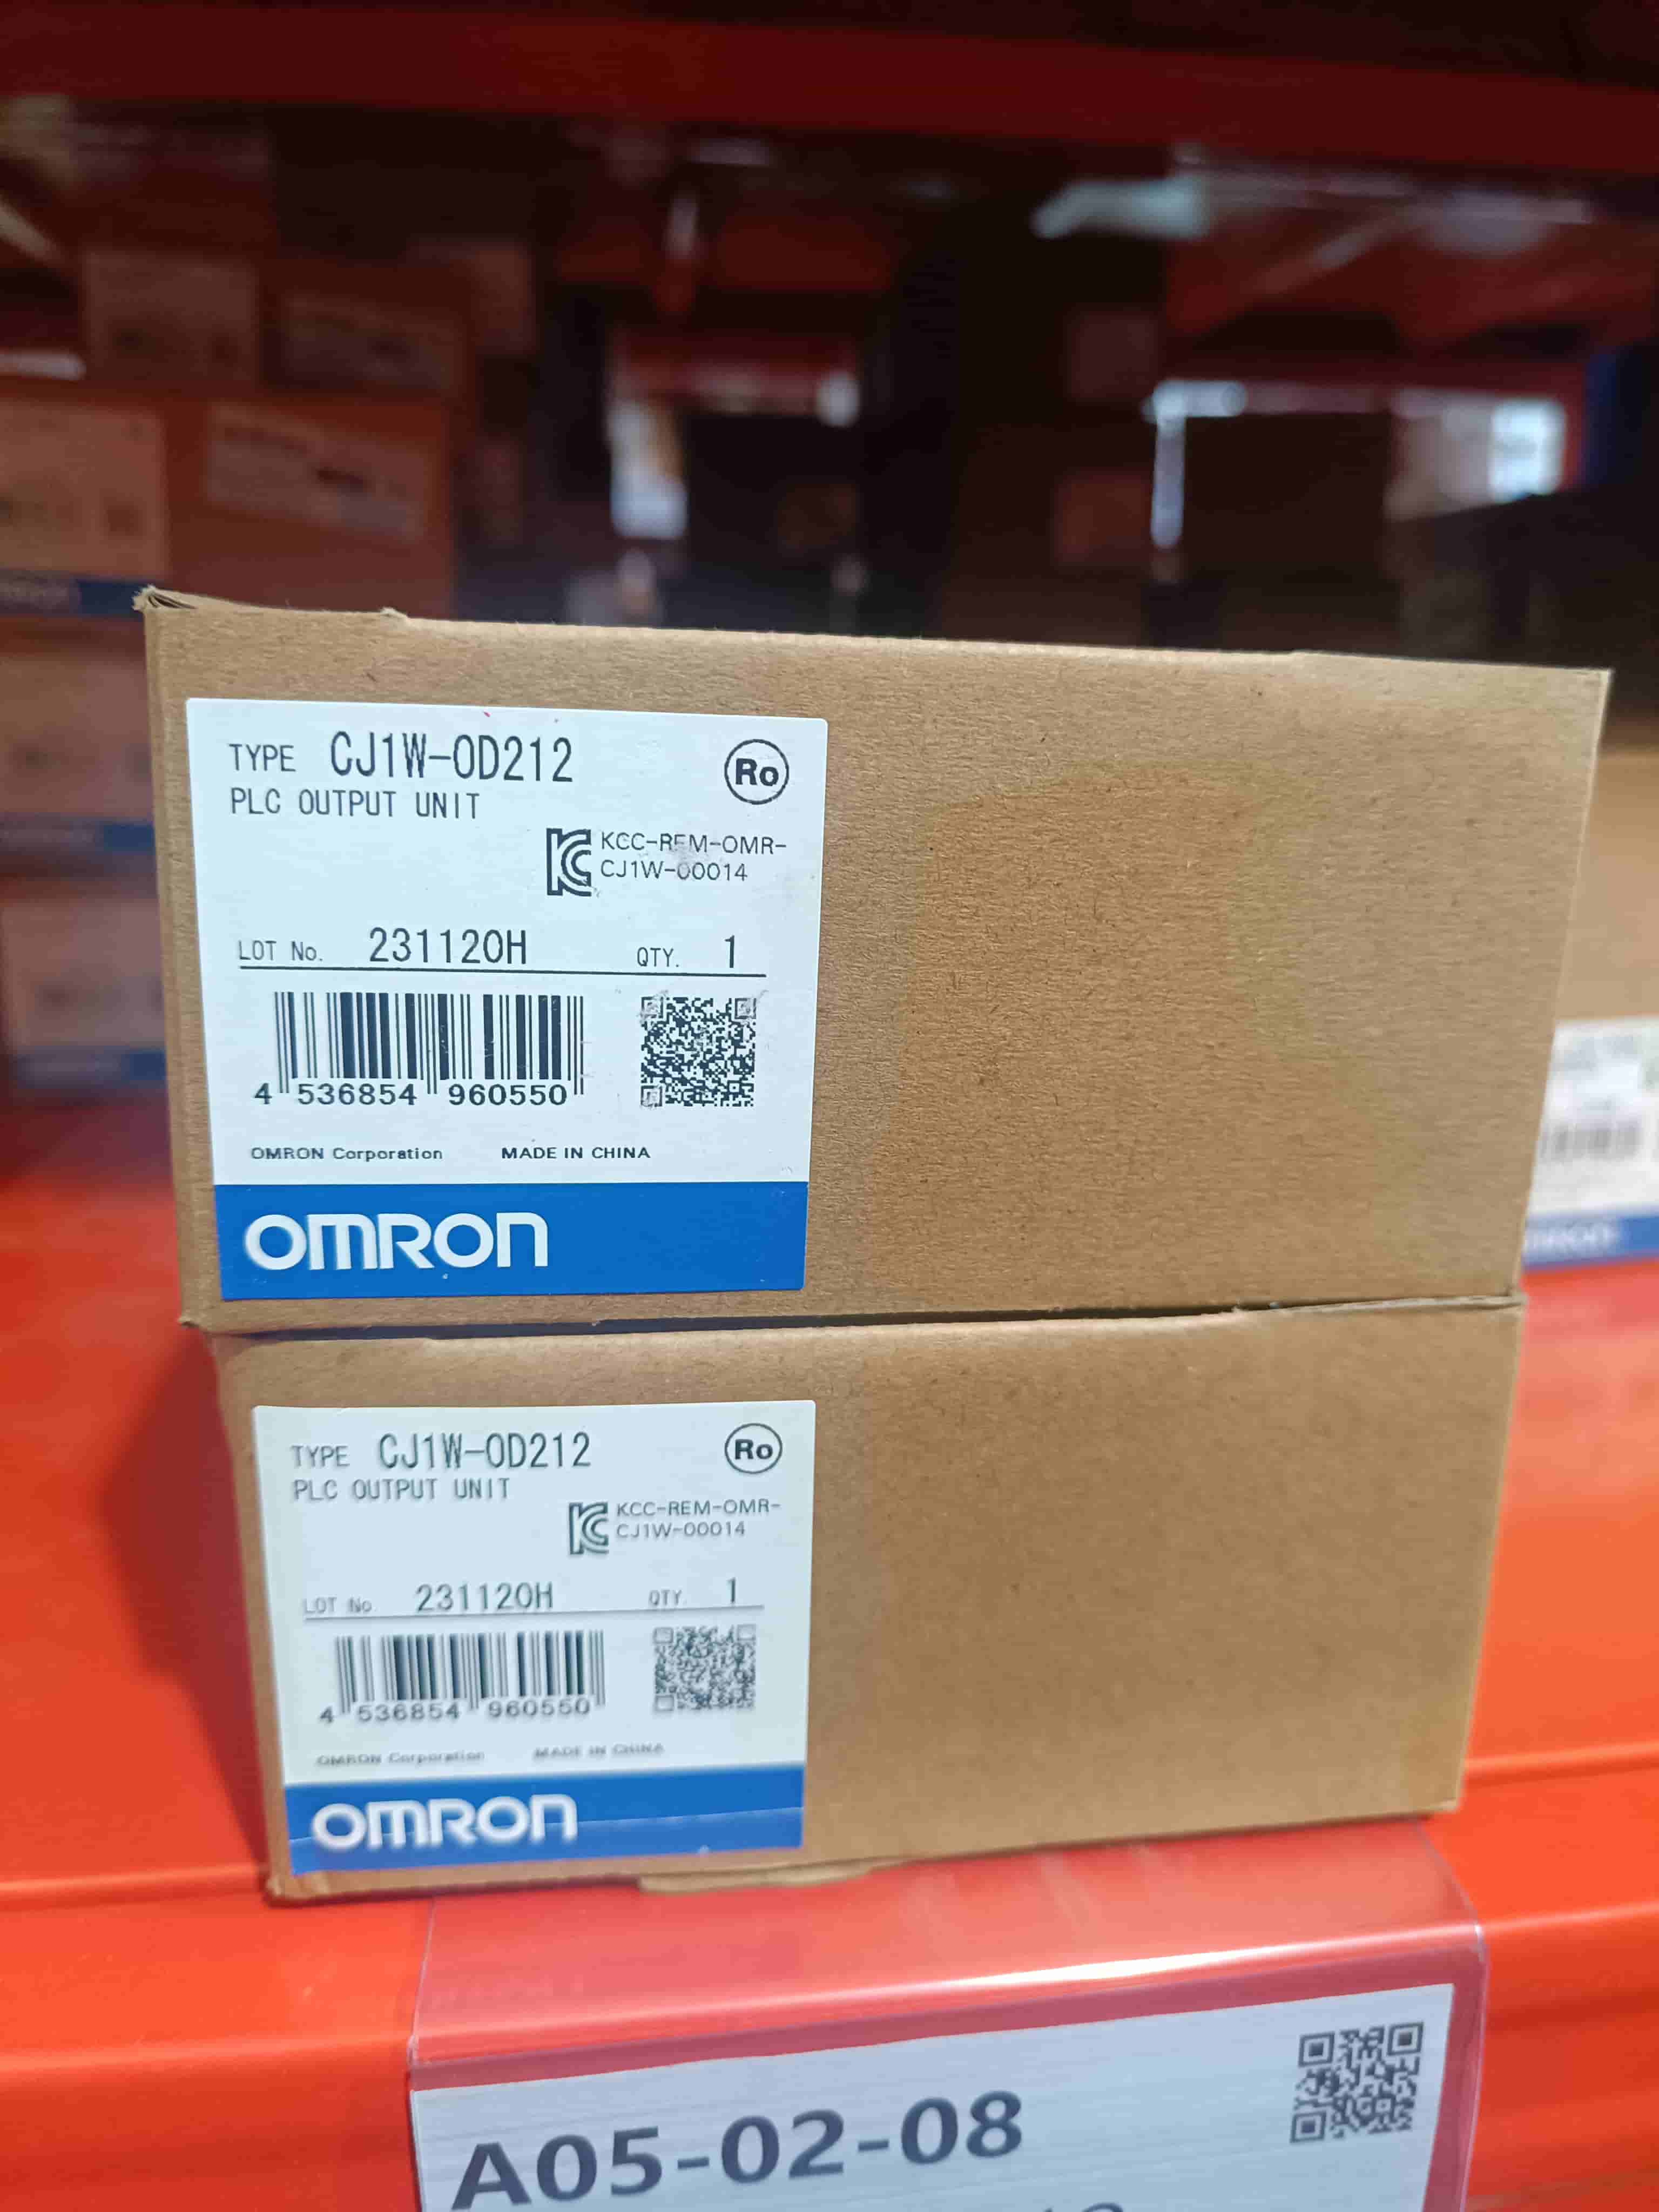 TYPE CJ1W-OD212
Ro
PLC OUTPUT UNIT
KCC-REM-OMR-
CJ1W-00014
LOT No. 231120H QTY. 1
4 536854 960550
OMRON Corporation MADE IN CHINA
OMRON
TYPE CJ1W-OD212
Ro
PLC OUTPUT UNIT
KCC-REM-OMR-
CJ1W-00014
LOT No 231120H QTY. 1
4 536854 960550
OMRON Corporation MADE IN CHINA
OMRON
A05-02-08